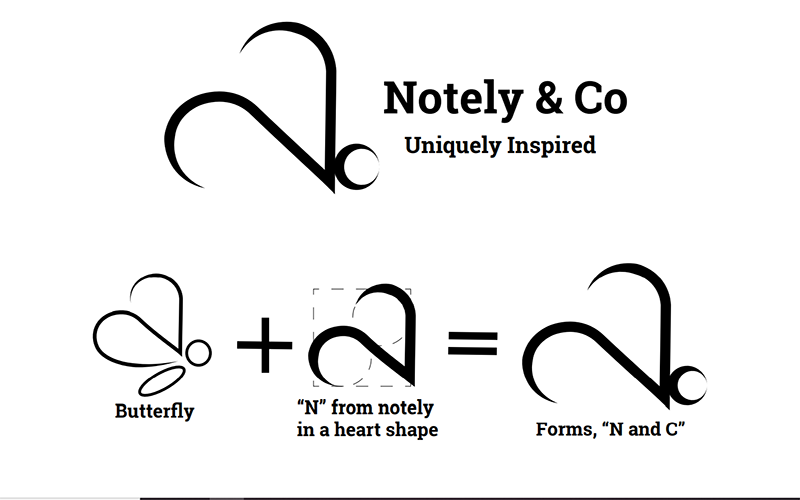 Notely & Co
Uniquely Inspired
+
=
Butterfly
“N” from notely
in a heart shape
Forms, “N and C”